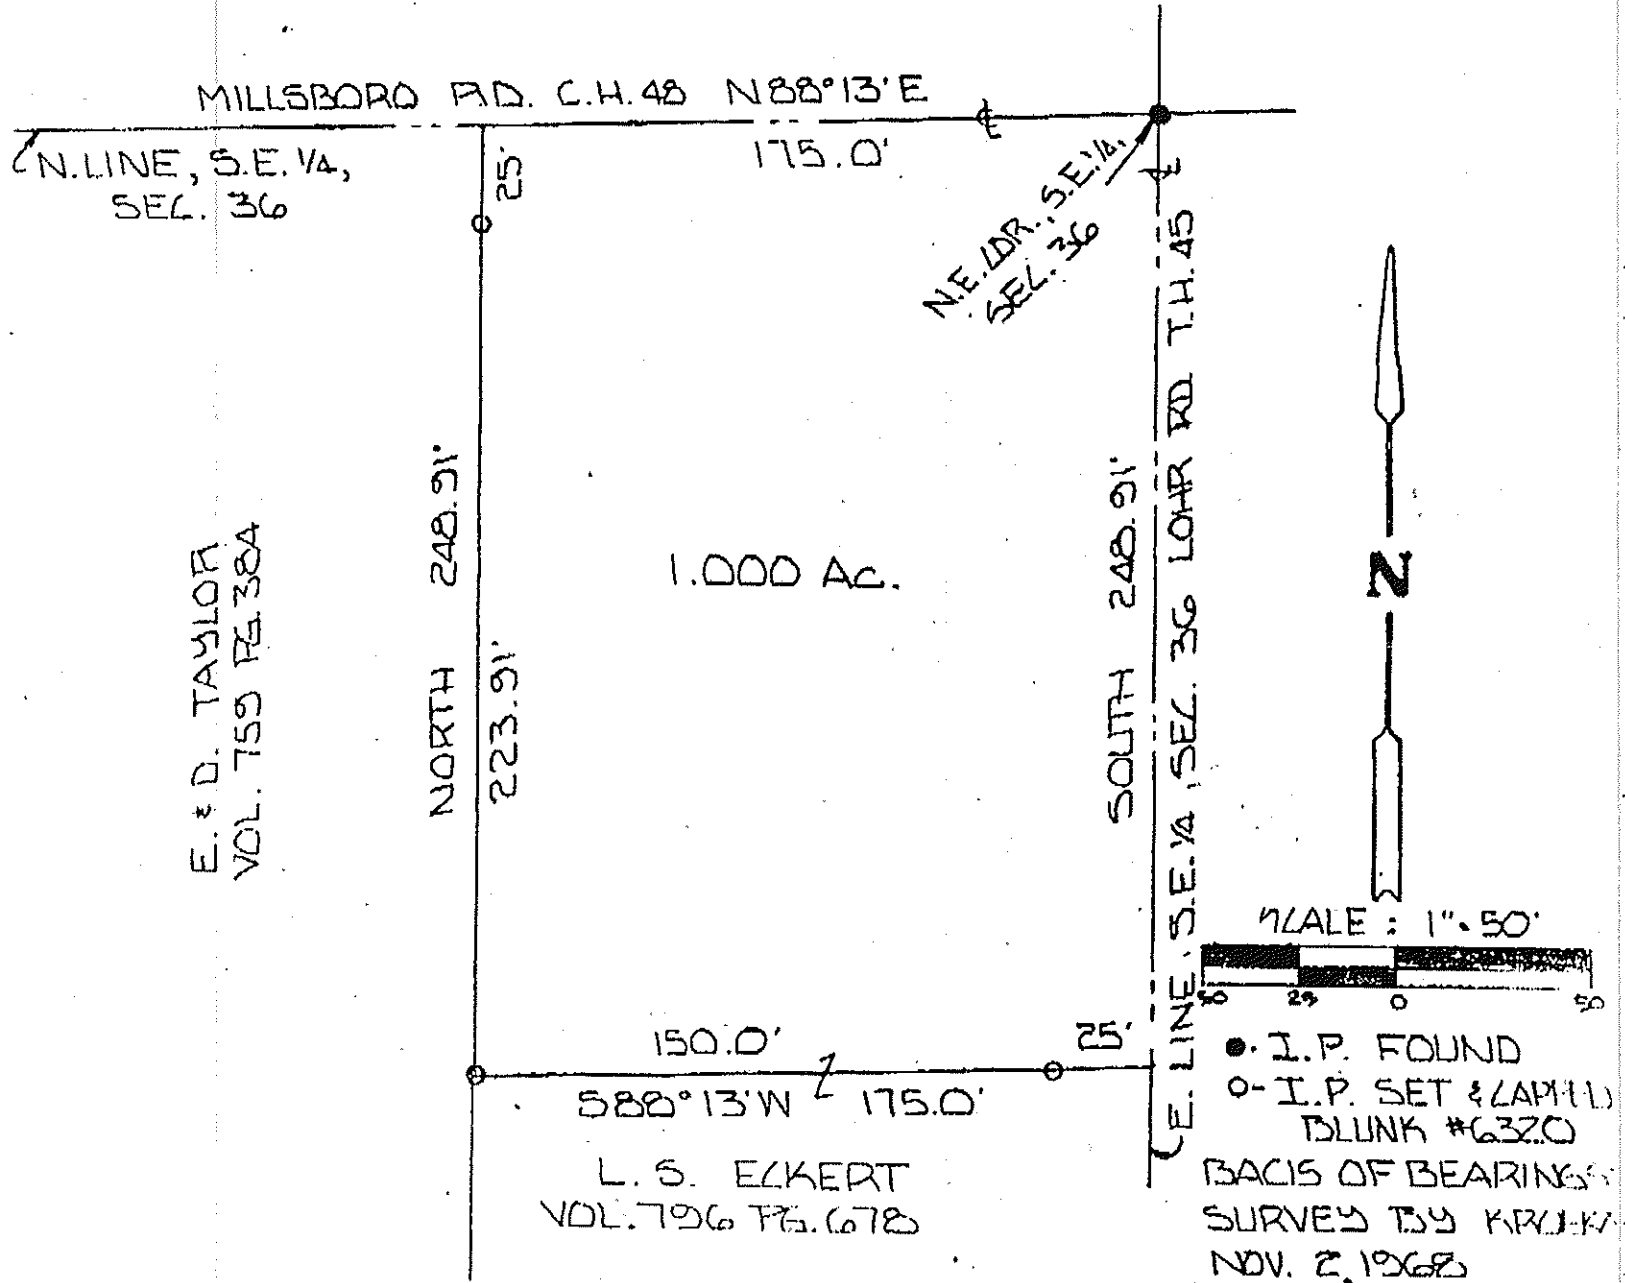 MILLSBORO RD. C.H. 48 N88°13'E
175.0'
N. LINE, S.E. 1/4,
SEC. 36
25'
N.E. COR., S.E. 1/4,
SEC. 36
NORTH 248.91'
223.91'
E. & D. TAYLOR
VOL. 759 PG. 384
1.000 AC.
SOUTH 248.91'
E. LINE, S.E. 1/4, SEC. 36 LOHR RD T.H. 45
N
SCALE : 1"=50'
50 25 0 50
150.0'
25'
S88°13'W 175.0'
L. S. ECKERT
VOL. 796 PG. 678
I.P. FOUND
O- I.P. SET &
BLUNK #6320
BACIS OF BEARINGS
SURVEY BY
NOV. 2, 1968